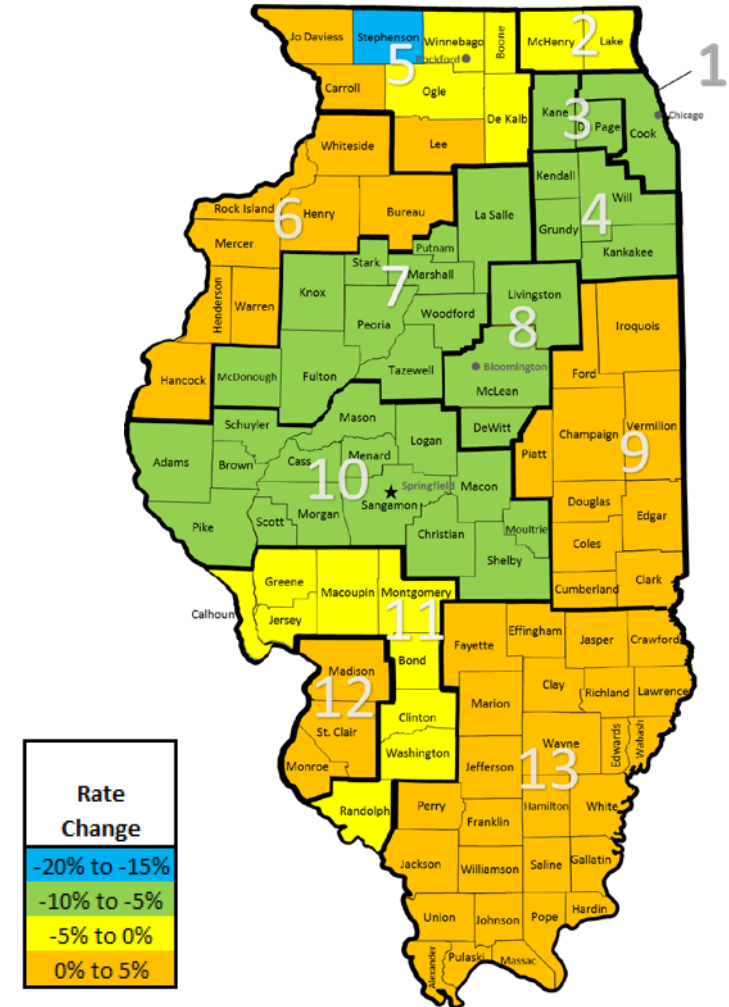 Jo Daviess
Stephenson
Winnebago
Boone
McHenry
2
Lake
5
Rockford
1
Carroll
Ogle
De Kalb
Kane
3
Du Page
Cook
Chicago
Whiteside
Lee
Kendall
Will
4
Rock Island
6
Henry
Bureau
La Salle
Grundy
Mercer
Putnam
Kankakee
Stark
7
Marshall
Henderson
Warren
Knox
Livingston
Woodford
8
Peoria
Iroquois
Hancock
McDonough
Fulton
Tazewell
Bloomington
McLean
Ford
Schuyler
Mason
Logan
DeWitt
Champaign
Vermilion
9
Adams
Brown
Cass
Menard
Piatt
10
Springfield
Sangamon
Macon
Pike
Scott
Morgan
Christian
Moultrie
Douglas
Edgar
Shelby
Coles
Cumberland
Clark
Greene
Macoupin
Montgomery
Calhoun
Jersey
11
Bond
Fayette
Effingham
Jasper
Crawford
Madison
12
Clay
Richland
Lawrence
Marion
Clinton
St. Clair
Wayne
Edwards
Wabash
Washington
Monroe
Jefferson
13
Randolph
Perry
Hamilton
White
Franklin
Jackson
Williamson
Saline
Gallatin
Union
Johnson
Pope
Hardin
Alexander
Pulaski
Massac
Rate
Change
-20% to -15%
-10% to -5%
-5% to 0%
0% to 5%